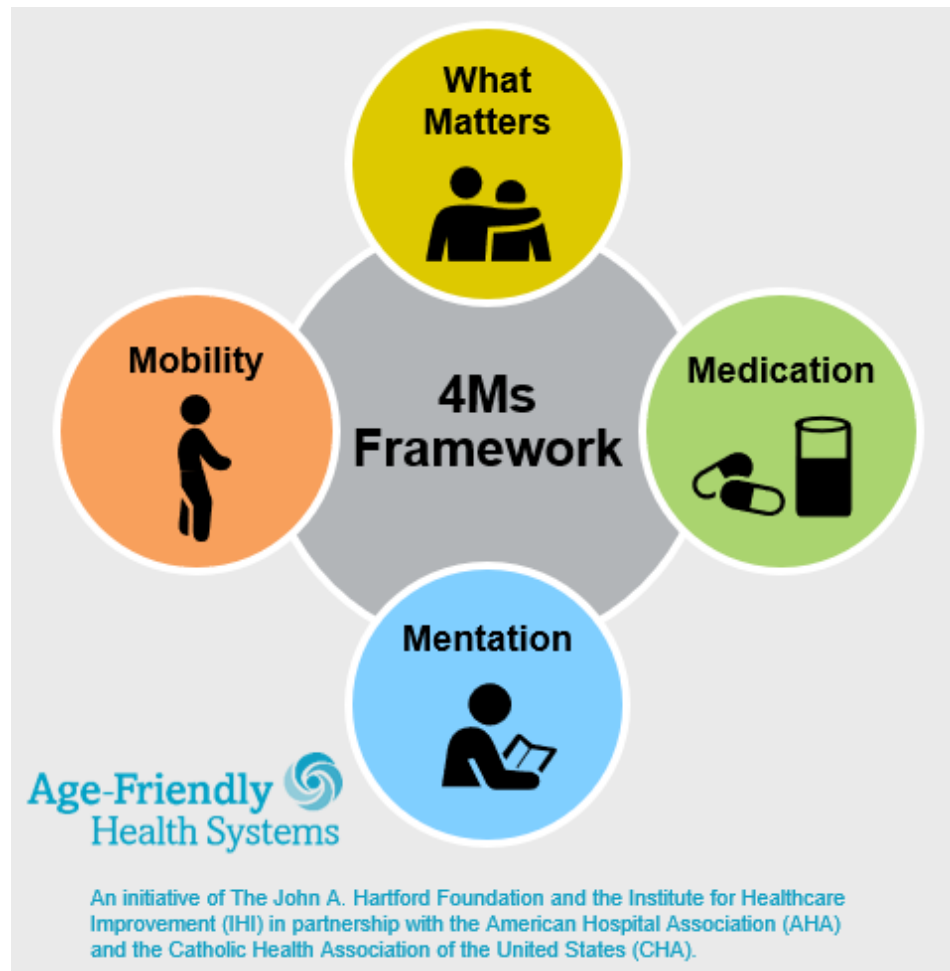 What
Matters
Mobility
4Ms
Framework
Medication
Mentation
Age-Friendly
Health Systems
An initiative of The John A. Hartford Foundation and the Institute for Healthcare
Improvement (IHI) in partnership with the American Hospital Association (AHA)
and the Catholic Health Association of the United States (CHA).